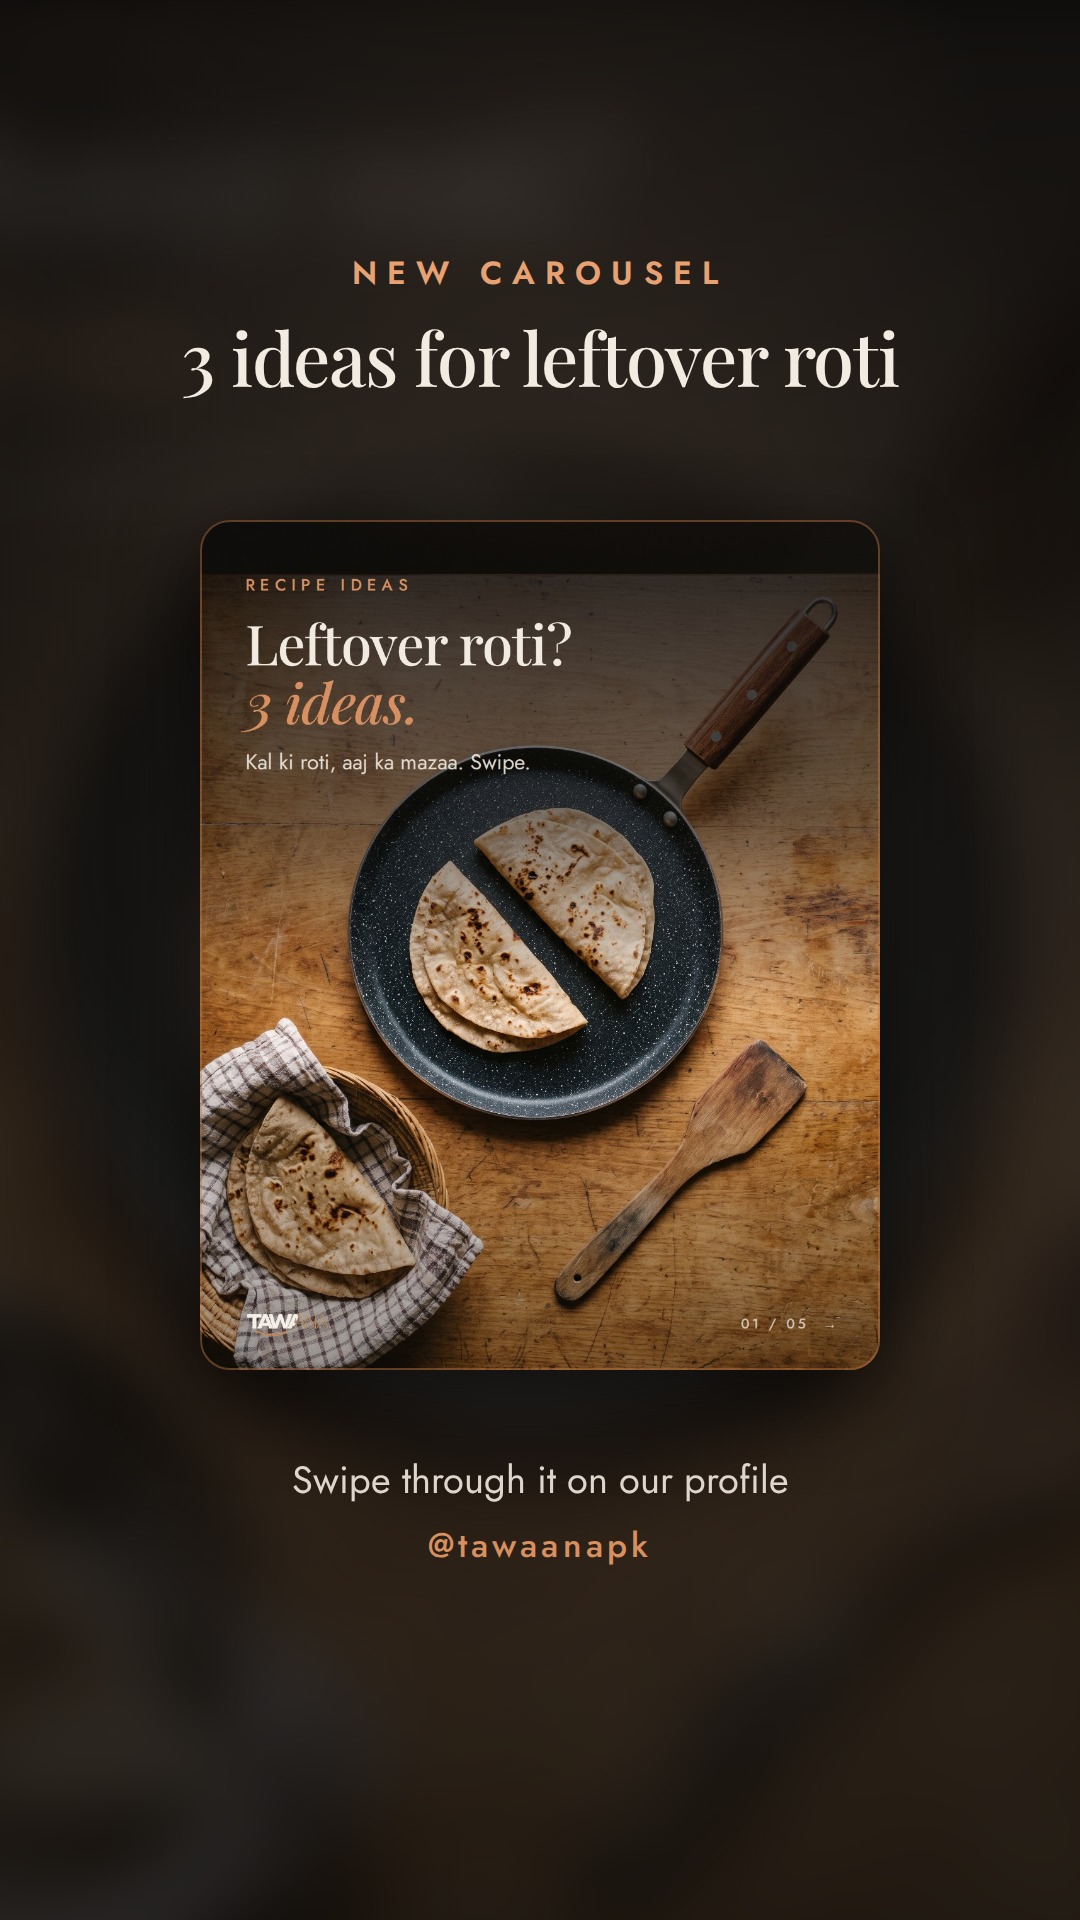 NEW CAROUSEL
3 ideas for leftover roti
RECIPE IDEAS
Leftover roti?
3 ideas.
Kal ki roti, aaj ka mazaa. Swipe.
01 / 05 →
Swipe through it on our profile
@tawaanapk